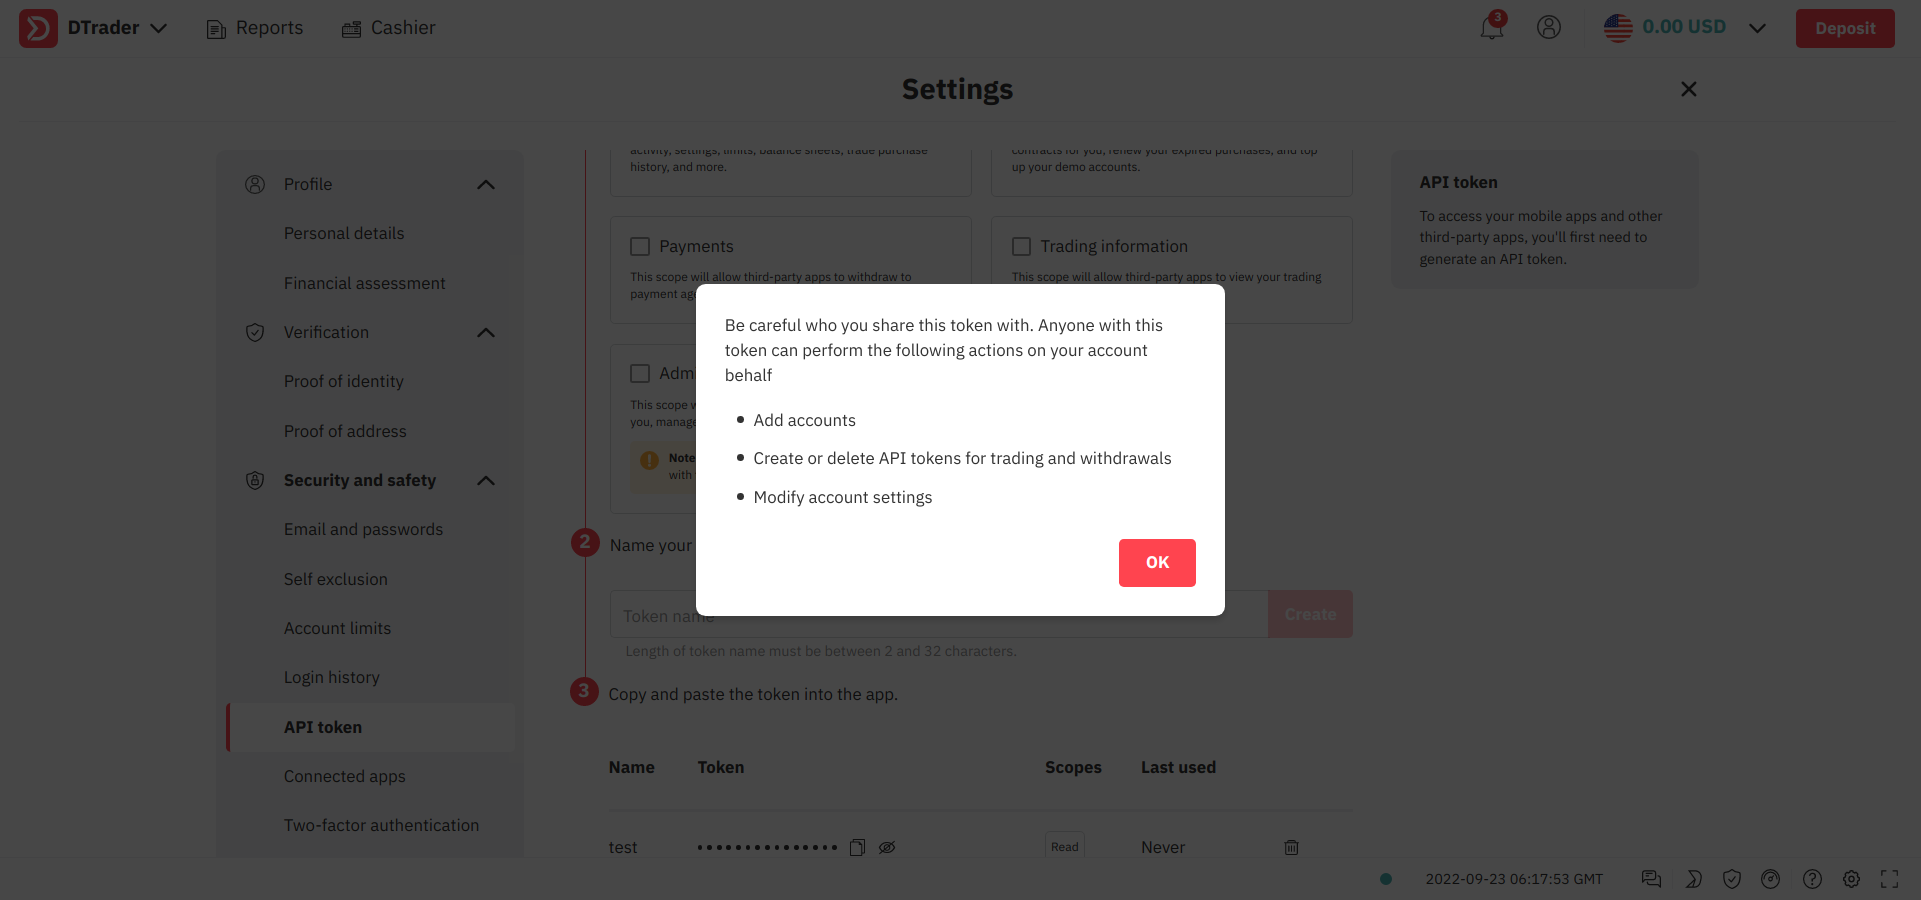 DTrader
Reports
Cashier
3
0.00 USD
Deposit
Settings
Profile
Personal details
Financial assessment
Verification
Proof of identity
Proof of address
Security and safety
Email and passwords
Self exclusion
Account limits
Login history
API token
Connected apps
Two-factor authentication
activity, settings, limits, balance sheets, trade purchase
history, and more.
contracts for you, renew your expired purchases, and top
up your demo accounts.
Payments
This scope will allow third-party apps to withdraw to
payment
Trading information
This scope will allow third-party apps to view your trading
This scope
you, manage
Note
with
Be careful who you share this token with. Anyone with this
token can perform the following actions on your account
behalf
• Add accounts
• Create or delete API tokens for trading and withdrawals
• Modify account settings
OK
2
Name your
Token name
Create
Length of token name must be between 2 and 32 characters.
3
Copy and paste the token into the app.
Name
Token
Scopes
Last used
test
Read
Never
API token
To access your mobile apps and other
third-party apps, you'll first need to
generate an API token.
2022-09-23 06:17:53 GMT